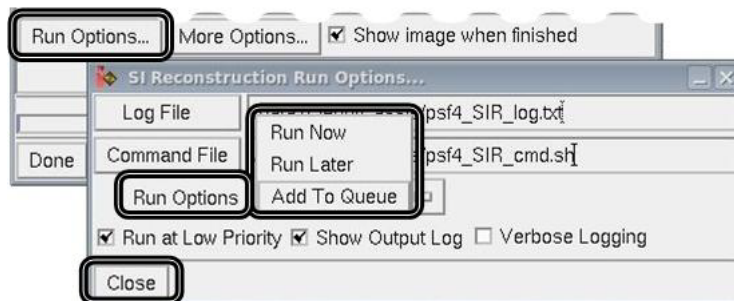 Run Options... More Options... Show image when finished
SI Reconstruction Run Options...
Log File /psf4_SIR_log.txt
Run Now
Command File psf4_SIR_cmd.sh
Run Later
Done
Run Options Add To Queue
Run at Low Priority Show Output Log Verbose Logging
Close